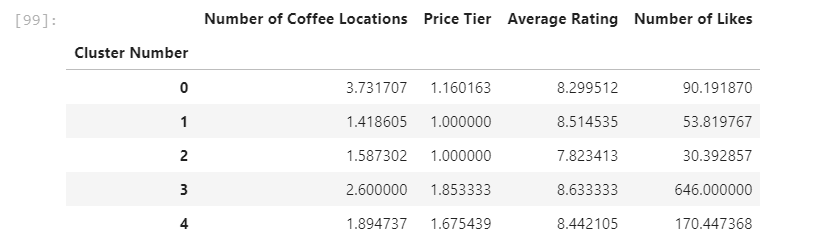 [99]:
Number of Coffee Locations Price Tier Average Rating Number of Likes
Cluster Number
0 3.731707 1.160163 8.299512 90.191870
1 1.418605 1.000000 8.514535 53.819767
2 1.587302 1.000000 7.823413 30.392857
3 2.600000 1.853333 8.633333 646.000000
4 1.894737 1.675439 8.442105 170.447368